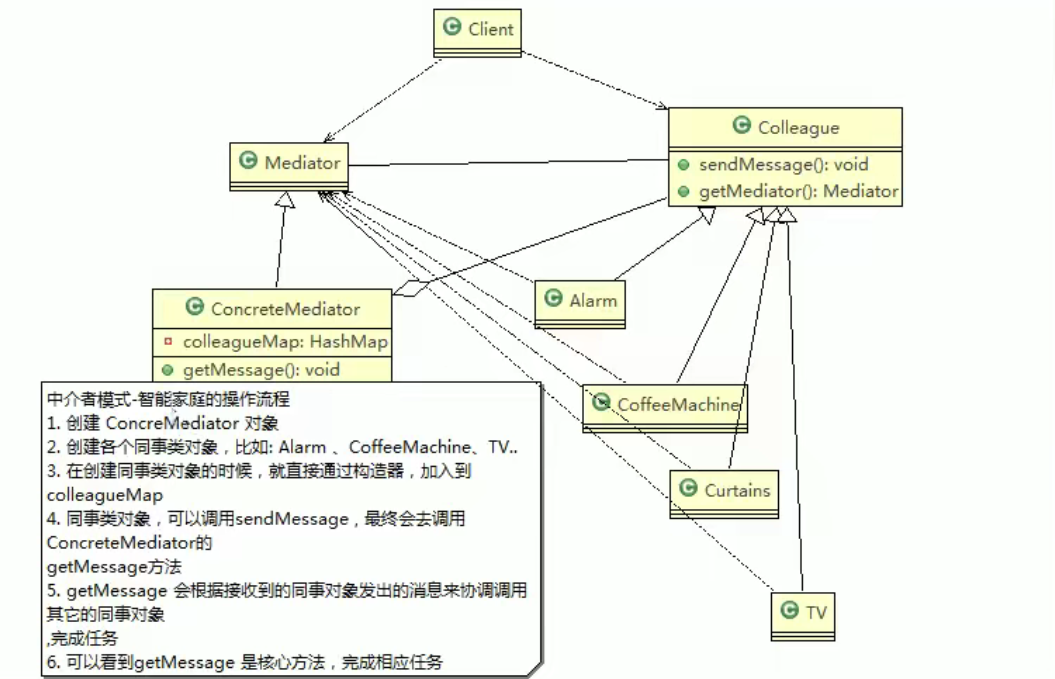 Client
Colleague
sendMessage(): void
getMediator(): Mediator
Mediator
ConcreteMediator
colleagueMap: HashMap
getMessage(): void
Alarm
CoffeeMachine
Curtains
TV
中介者模式-智能家庭的操作流程
1. 创建 ConcreMediator 对象
2. 创建各个同事类对象，比如: Alarm 、CoffeeMachine、TV..
3. 在创建同事类对象的时候，就直接通过构造器，加入到
colleagueMap
4. 同事类对象，可以调用sendMessage，最终会去调用
ConcreteMediator的
getMessage方法
5. getMessage 会根据接收到的同事对象发出的消息来协调调用
其它的同事对象
,完成任务
6. 可以看到getMessage 是核心方法，完成相应任务